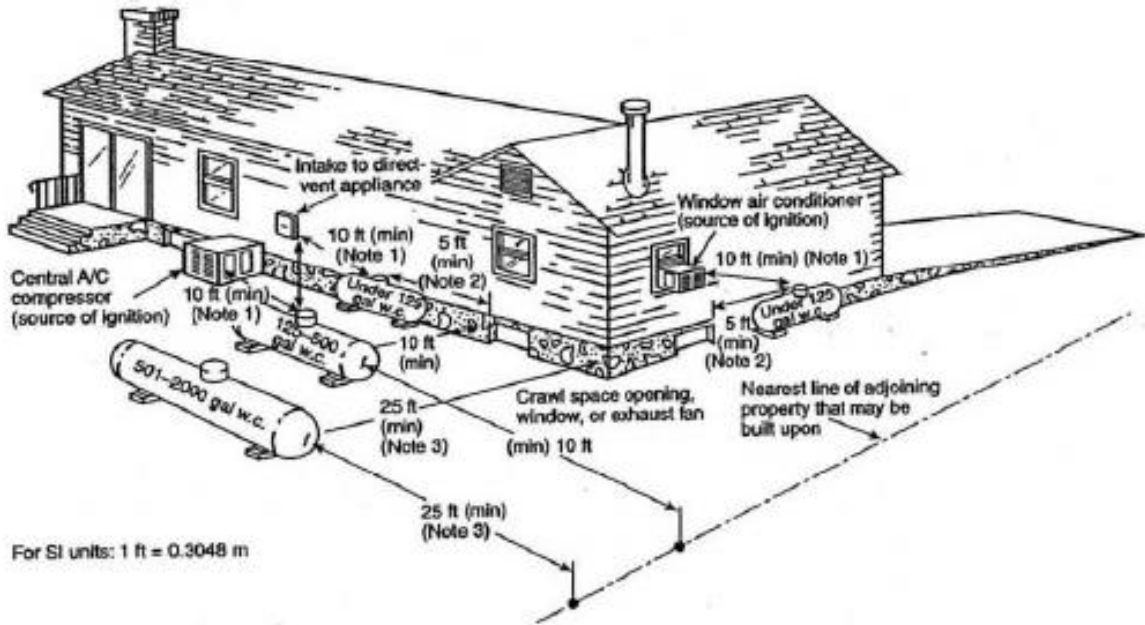 Intake to direct-
vent appliance
Window air conditioner
(source of ignition)
10 ft (min)
(Note 1)
5 ft
(min)
(Note 2)
10 ft (min) (Note 1)
Central A/C
compressor
(source of ignition)
10 ft (min)
(Note 1)
Under 125
gal w.c.
Under 125
gal w.c.
5 ft
(min)
(Note 2)
125–500
gal w.c.
10 ft
(min)
501–2000 gal w.c.
Crawl space opening,
window, or exhaust fan
Nearest line of adjoining
property that may be
built upon
25 ft
(min)
(Note 3)
(min) 10 ft
25 ft (min)
(Note 3)
For SI units: 1 ft = 0.3048 m